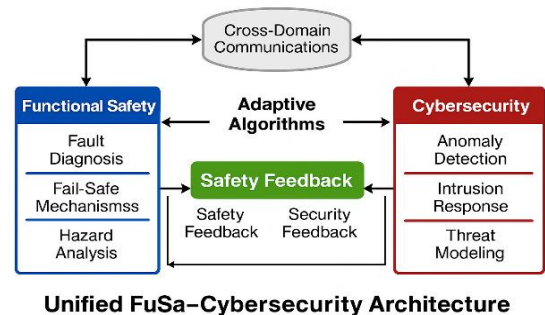 Cross-Domain
Communications
Functional Safety
Fault
Diagnosis
Fail-Safe
Mechanismss
Hazard
Analysis
Adaptive
Algorithms
Safety Feedback
Safety
Feedback
Security
Feedback
Cybersecurity
Anomaly
Detection
Intrusion
Response
Threat
Modeling
Unified FuSa–Cybersecurity Architecture